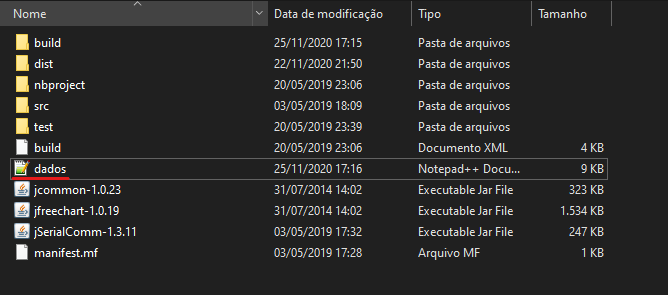 Nome Data de modificação Tipo Tamanho
build 25/11/2020 17:15 Pasta de arquivos
dist 22/11/2020 21:50 Pasta de arquivos
nbproject 20/05/2019 23:06 Pasta de arquivos
src 03/05/2019 18:09 Pasta de arquivos
test 20/05/2019 23:39 Pasta de arquivos
build 20/05/2019 23:06 Documento XML 4 KB
dados 25/11/2020 17:16 Notepad++ Docu... 9 KB
jcommon-1.0.23 31/07/2014 14:02 Executable Jar File 323 KB
jfreechart-1.0.19 31/07/2014 14:02 Executable Jar File 1.534 KB
jSerialComm-1.3.11 03/05/2019 17:32 Executable Jar File 247 KB
manifest.mf 03/05/2019 17:28 Arquivo MF 1 KB